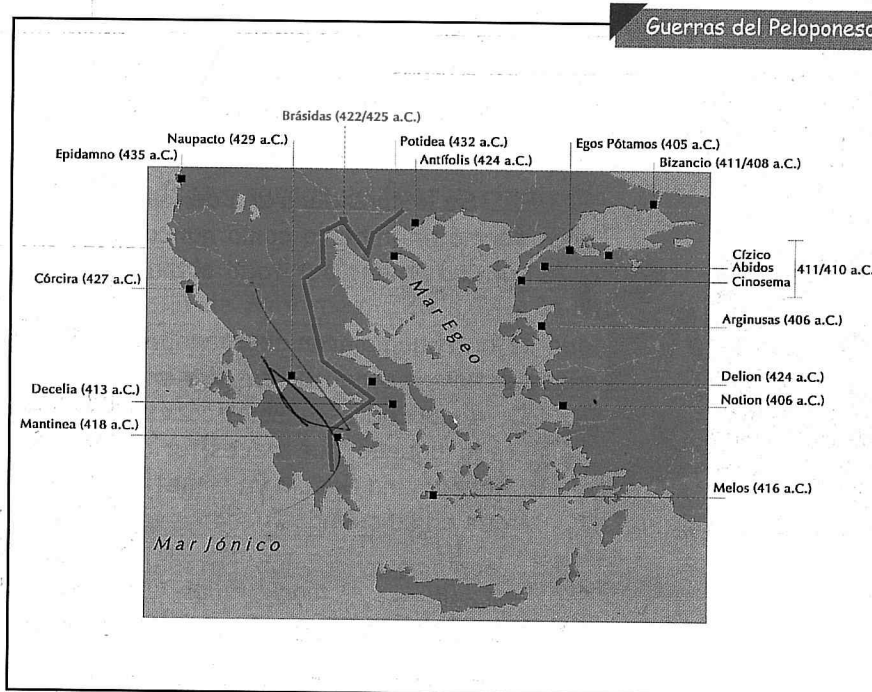 Guerras del Peloponeso
Brásidas (422/425 a.C.)
Naupacto (429 a.C.)
Potidea (432 a.C.)
Egos Pótamos (405 a.C.)
Epidamno (435 a.C.)
Antífolis (424 a.C.)
Bizancio (411/408 a.C.)
Cízico
Abidos
411/410 a.C.
Cinosema
Córcira (427 a.C.)
Mar Egeo
Arginusas (406 a.C.)
Delion (424 a.C.)
Decelia (413 a.C.)
Notion (406 a.C.)
Mantinea (418 a.C.)
Melos (416 a.C.)
Mar Jónico